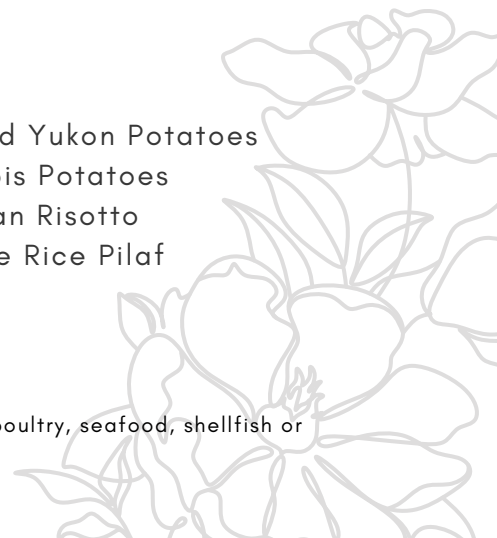 d Yukon Potatoes
is Potatoes
an Risotto
e Rice Pilaf
poultry, seafood, shellfish or